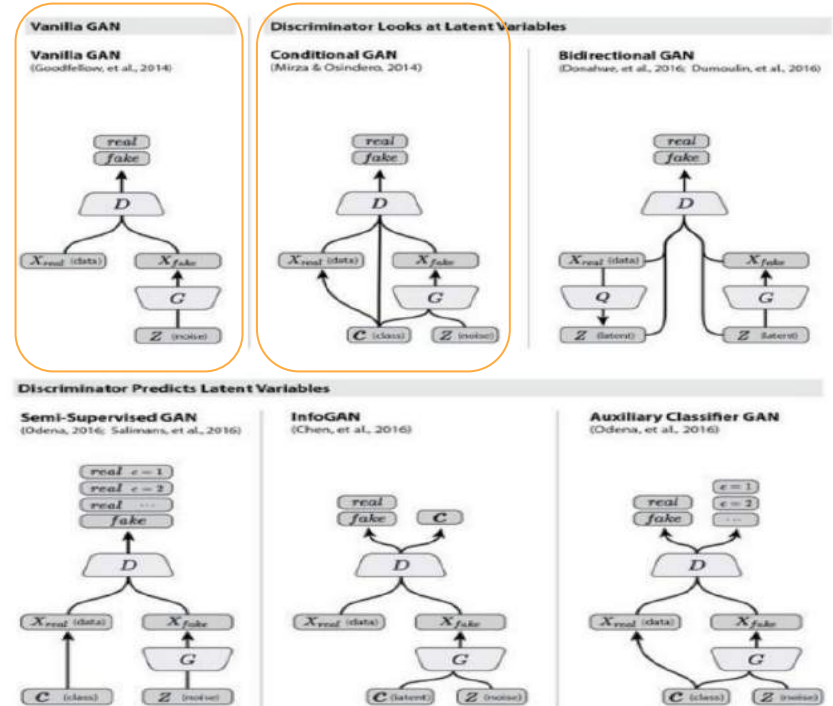 Vanilla GAN
Discriminator Looks at Latent Variables
Vanilla GAN
(Goodfellow, et al., 2014)
Conditional GAN
(Mirza & Osindero, 2014)
Bidirectional GAN
(Donahue, et al., 2016; Dumoulin, et al., 2016)
real
fake
D
X_real (data)
X_fake
G
Z (noise)
real
fake
D
X_real (data)
X_fake
G
C (class)
Z (noise)
real
fake
D
X_real (data)
X_fake
Q
G
Z (latent)
Z (latent)
Discriminator Predicts Latent Variables
Semi-Supervised GAN
(Odena, 2016; Salimans, et al., 2016)
InfoGAN
(Chen, et al., 2016)
Auxiliary Classifier GAN
(Odena, et al., 2016)
real c = 1
real c = 2
real ...
fake
D
X_real (data)
X_fake
G
C (class)
Z (noise)
real
fake
C
D
X_real (data)
X_fake
G
C (latent)
Z (noise)
real
fake
c = 1
c = 2
...
D
X_real (data)
X_fake
G
C (class)
Z (noise)